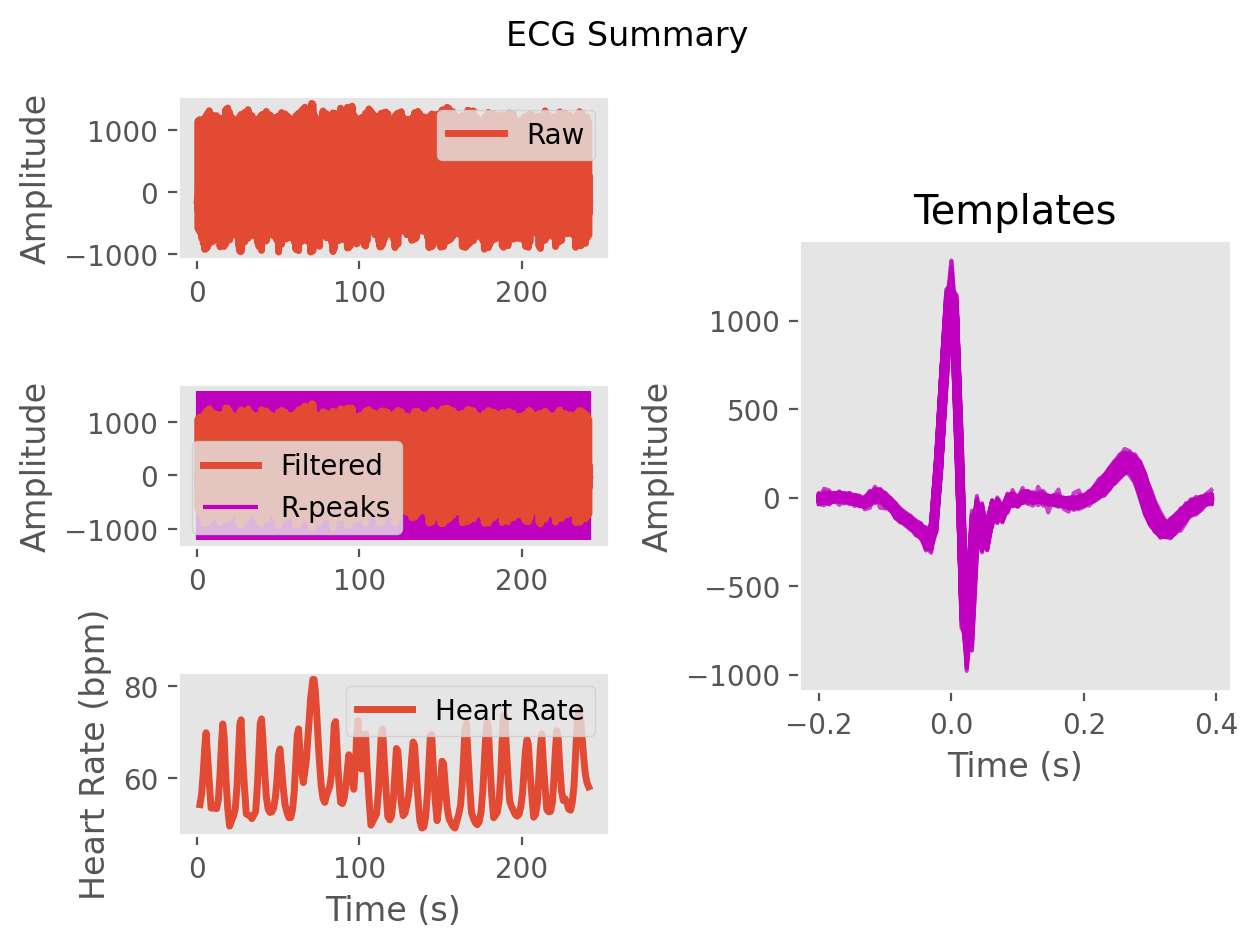 ECG Summary
Amplitude
1000
0
−1000
Raw
0
100
200
Amplitude
1000
0
−1000
Filtered
R-peaks
0
100
200
Heart Rate (bpm)
80
60
Heart Rate
0
100
200
Time (s)
Templates
Amplitude
1000
500
0
−500
−1000
−0.2
0.0
0.2
0.4
Time (s)